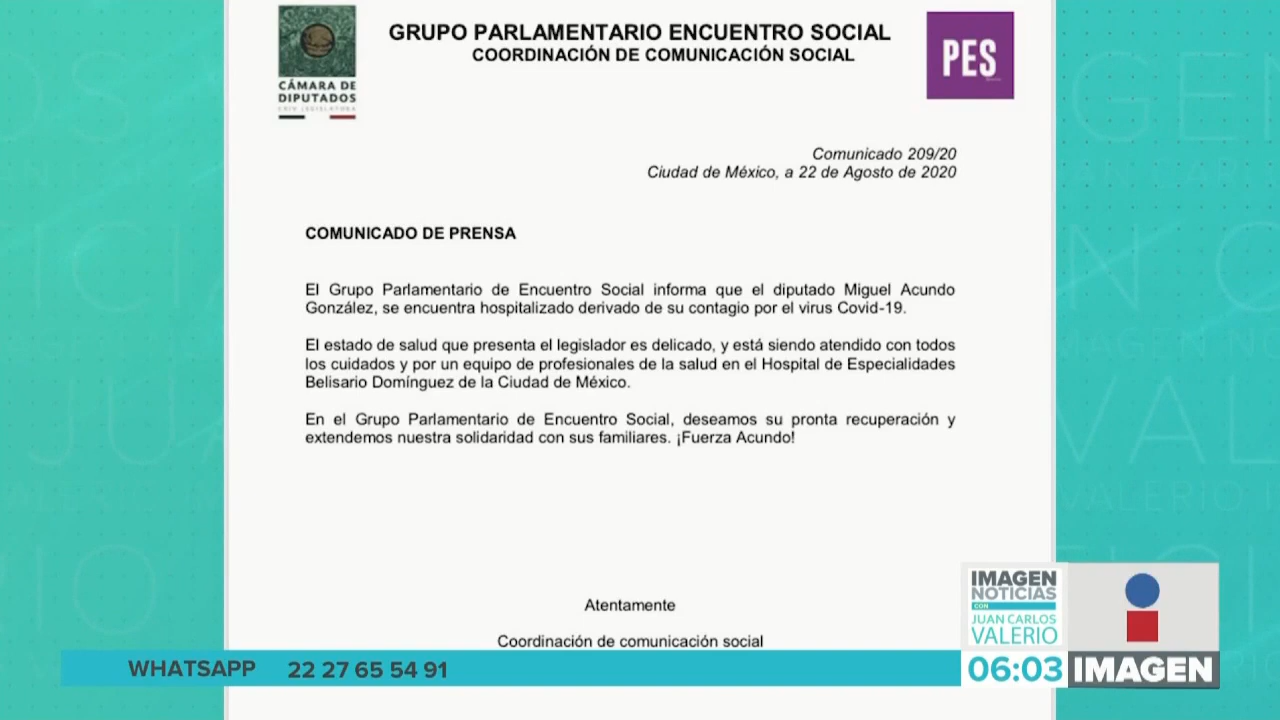 GRUPO PARLAMENTARIO ENCUENTRO SOCIAL
COORDINACIÓN DE COMUNICACIÓN SOCIAL
CÁMARA DE
DIPUTADOS
LXIV LEGISLATURA
PES
Comunicado 209/20
Ciudad de México, a 22 de Agosto de 2020
COMUNICADO DE PRENSA
El Grupo Parlamentario de Encuentro Social informa que el diputado Miguel Acundo
González, se encuentra hospitalizado derivado de su contagio por el virus Covid-19.
El estado de salud que presenta el legislador es delicado, y está siendo atendido con todos
los cuidados y por un equipo de profesionales de la salud en el Hospital de Especialidades
Belisario Domínguez de la Ciudad de México.
En el Grupo Parlamentario de Encuentro Social, deseamos su pronta recuperación y
extendemos nuestra solidaridad con sus familiares. ¡Fuerza Acundo!
Atentamente
Coordinación de comunicación social
WHATSAPP 22 27 65 54 91
IMAGEN
NOTICIAS
CON
JUAN CARLOS
VALERIO
06:03
IMAGEN